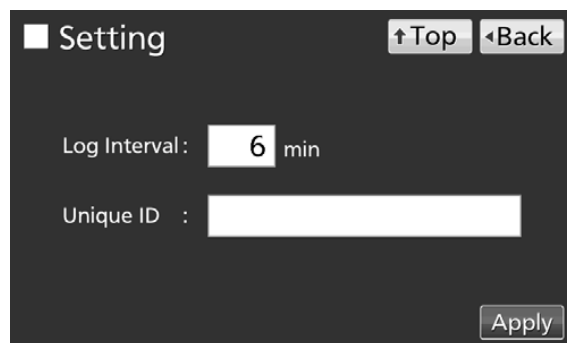 Setting
↑Top
◂Back
Log Interval: 6 min
Unique ID :
Apply